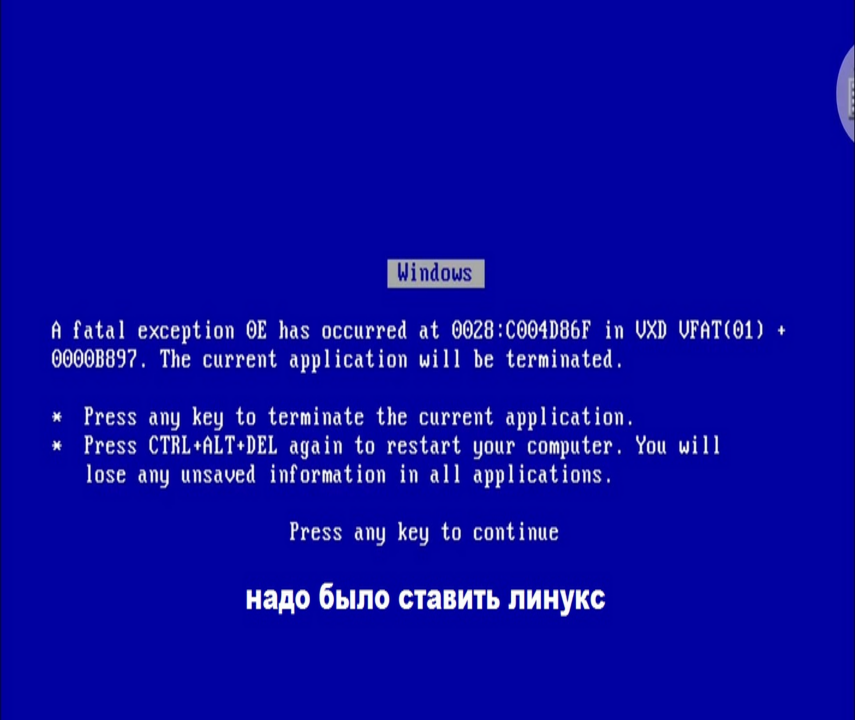 Windows
A fatal exception 0E has occurred at 0028:C004D86F in VXD VFAT(01) +
0000B897. The current application will be terminated.
* Press any key to terminate the current application.
* Press CTRL+ALT+DEL again to restart your computer. You will
lose any unsaved information in all applications.
Press any key to continue
надо было ставить линукс